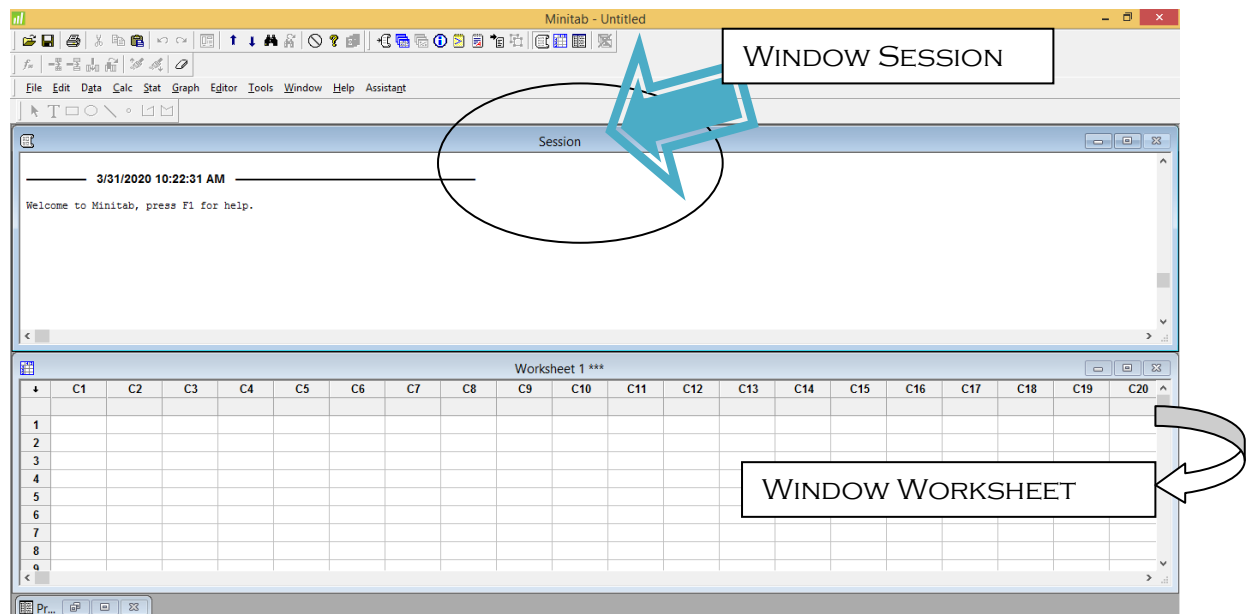 Minitab - Untitled
WINDOW SESSION
File Edit Data Calc Stat Graph Editor Tools Window Help Assistant
Session
3/31/2020 10:22:31 AM
Welcome to Minitab, press F1 for help.
Worksheet 1 ***
C1 C2 C3 C4 C5 C6 C7 C8 C9 C10 C11 C12 C13 C14 C15 C16 C17 C18 C19 C20
1
2
3
4
5
6
7
8
9
WINDOW WORKSHEET
Pr...